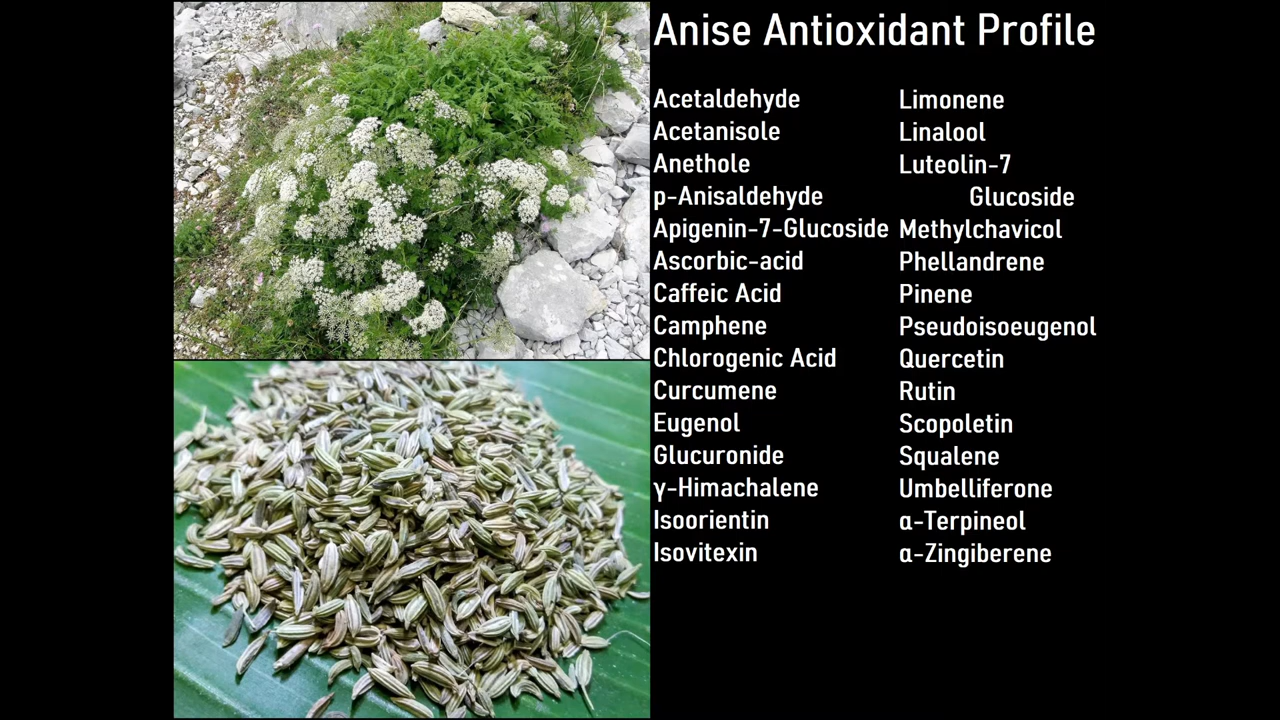 Anise Antioxidant Profile
Acetaldehyde
Acetanisole
Anethole
p-Anisaldehyde
Apigenin-7-Glucoside
Ascorbic-acid
Caffeic Acid
Camphene
Chlorogenic Acid
Curcumene
Eugenol
Glucuronide
γ-Himachalene
Isoorientin
Isovitexin
Limonene
Linalool
Luteolin-7
Glucoside
Methylchavicol
Phellandrene
Pinene
Pseudoisoeugenol
Quercetin
Rutin
Scopoletin
Squalene
Umbelliferone
α-Terpineol
α-Zingiberene